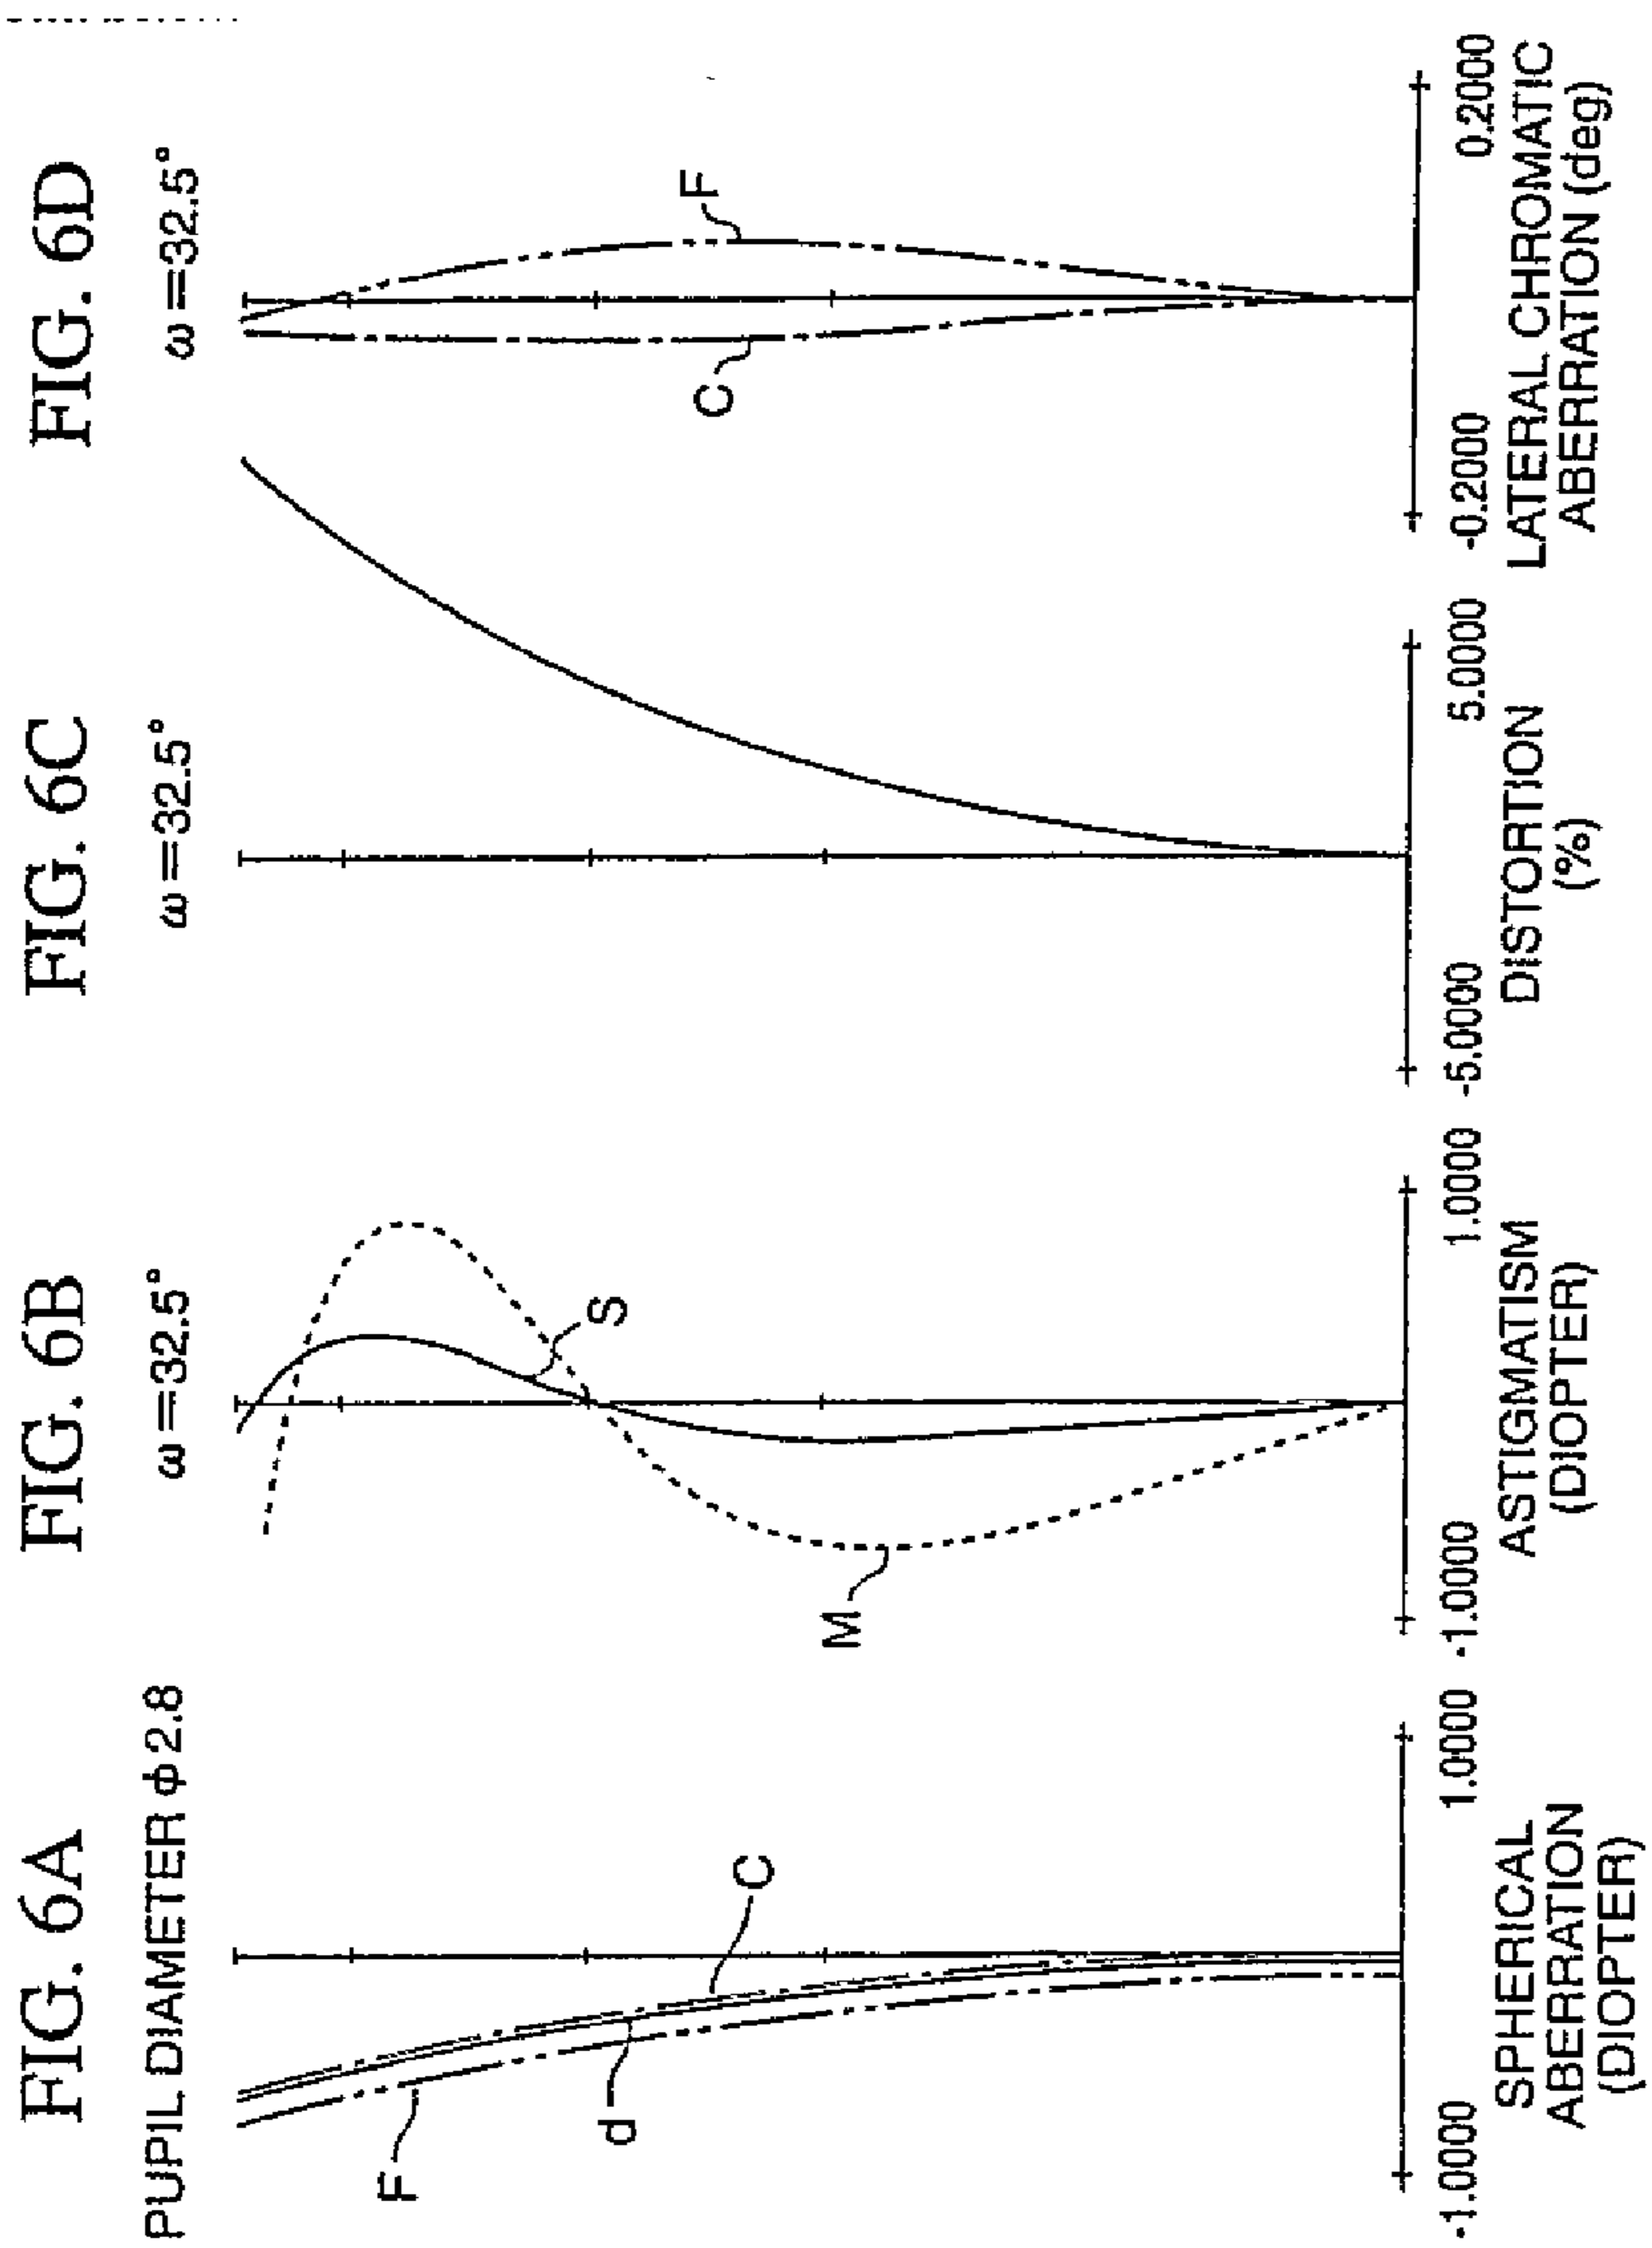 FIG. 6A
PUPIL DIAMETER ϕ 2.8
F
d
C
-1.0000
1.0000
SPHERICAL
ABERRATION
(DIOPTER)
FIG. 6B
ω=32.5°
M
S
-1.0000
1.0000
ASTIGMATISM
(DIOPTER)
FIG. 6C
ω=32.5°
-5.0000
5.0000
DISTORTION
(%)
FIG. 6D
ω=32.5°
C
F
-0.2000
0.2000
LATERAL CHROMATIC
ABERRATION (deg)